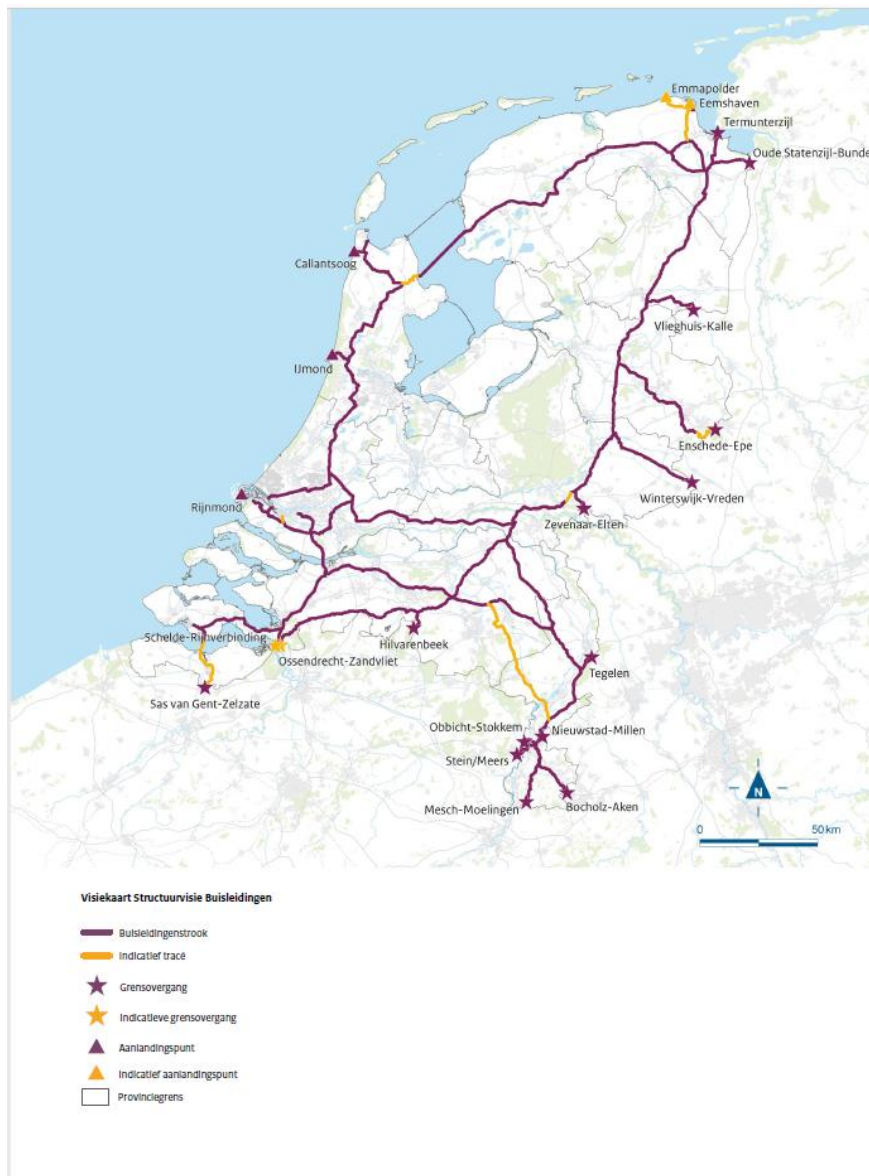 Emmapolder
Eemshaven
Termunterzijl
Oude Statenzijl-Bunde
Callantsoog
Vlieghuis-Kalle
IJmond
Enschede-Epe
Winterswijk-Vreden
Rijnmond
Zevenaar-Elten
Schelde-Rijnverbinding
Hilvarenbeek
Ossendrecht-Zandvliet
Tegelen
Sas van Gent-Zelzate
Obbicht-Stokkem
Nieuwstad-Millen
Stein/Meers
Mesch-Moelingen
Bocholz-Aken
N
0 50 km
Visiekaart Structuurvisie Buisleidingen
Buisleidingenstrook
Indicatief tracé
Grensovergang
Indicatieve grensovergang
Aanlandingspunt
Indicatief aanlandingspunt
Provinciegrens